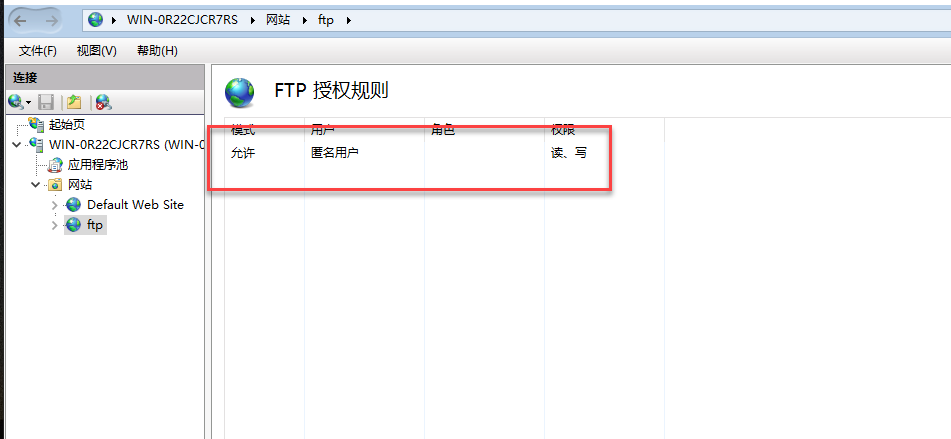 WIN-0R22CJCR7RS 网站 ftp
文件(F) 视图(V) 帮助(H)
连接
起始页
WIN-0R22CJCR7RS (WIN-0
应用程序池
网站
Default Web Site
ftp
FTP 授权规则
模式 用户 角色 权限
允许 匿名用户 读、写